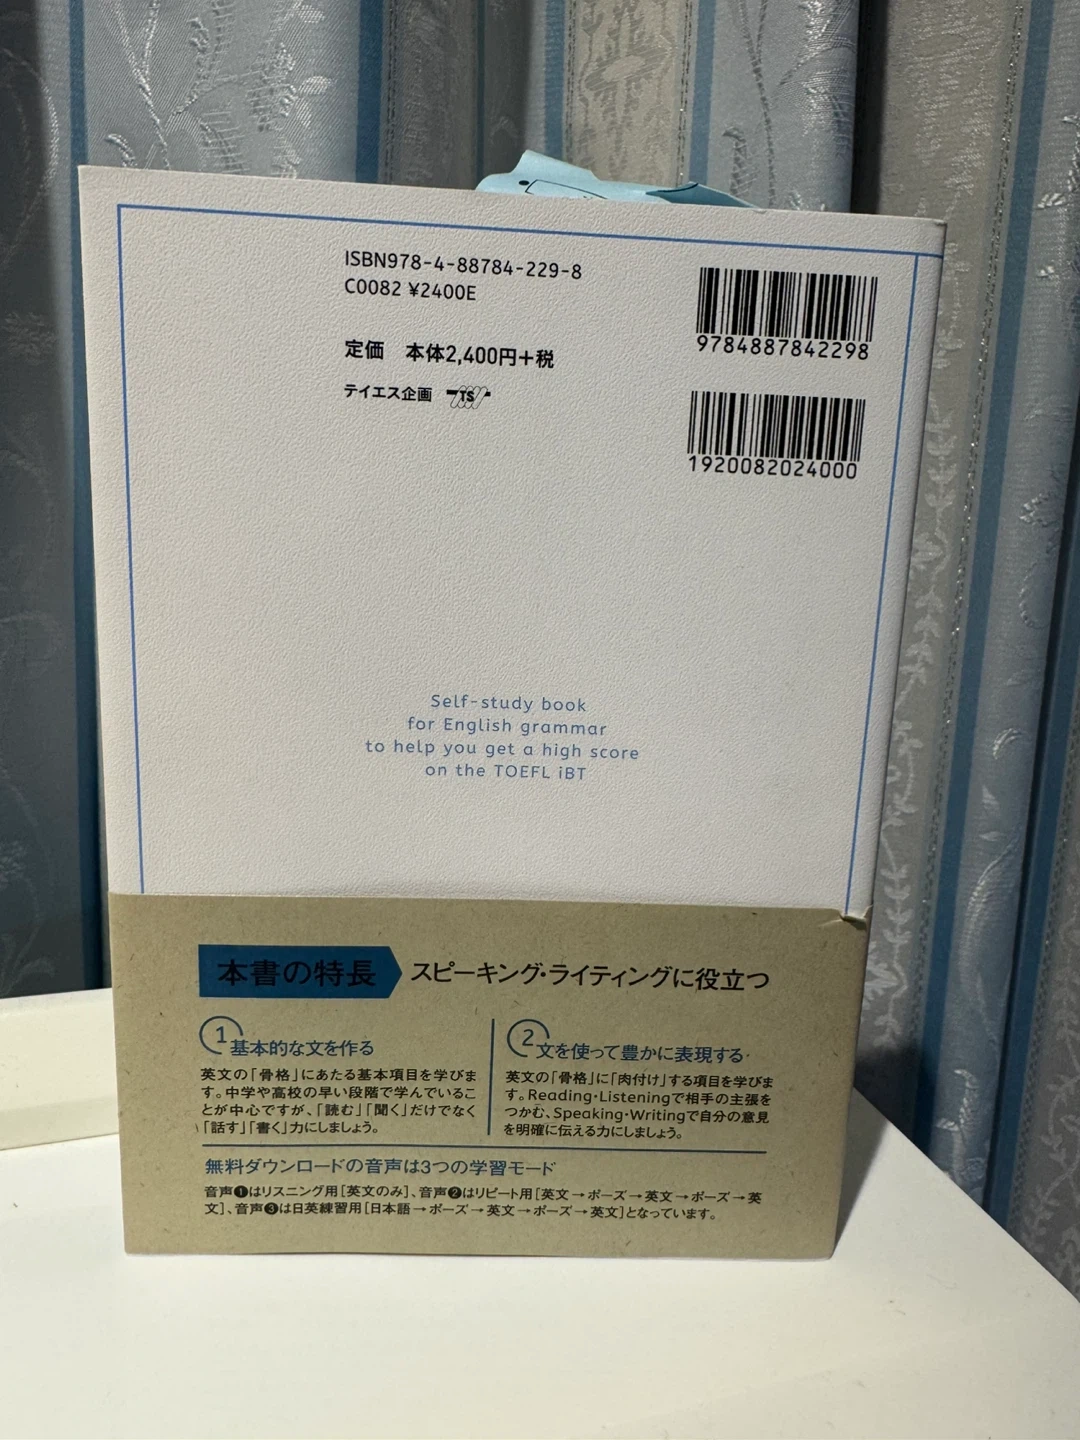 ISBN978-4-88784-229-8
C0082 ¥2400E
9784887842298
定価 本体2,400円+税
テイエス企画 TS
1920082024000
Self-study book
for English grammar
to help you get a high score
on the TOEFL iBT
本書の特長 スピーキング・ライティングに役立つ
1 基本的な文を作る
英文の「骨格」にあたる基本項目を学びま
す。中学や高校の早い段階で学んでいるこ
とが中心ですが、「読む」「聞く」だけでなく
「話す」「書く」力にしましょう。
2 文を使って豊かに表現する
英文の「骨格」に「肉付け」する項目を学びま
す。Reading・Listeningで相手の主張を
つかむ、Speaking・Writingで自分の意見
を明確に伝える力にしましょう。
無料ダウンロードの音声は3つの学習モード
音声❶はリスニング用[英文のみ]、音声❷はリピート用[英文→ポーズ→英文→ポーズ→英
文]、音声❸は日英練習用[日本語→ポーズ→英文→ポーズ→英文]となっています。